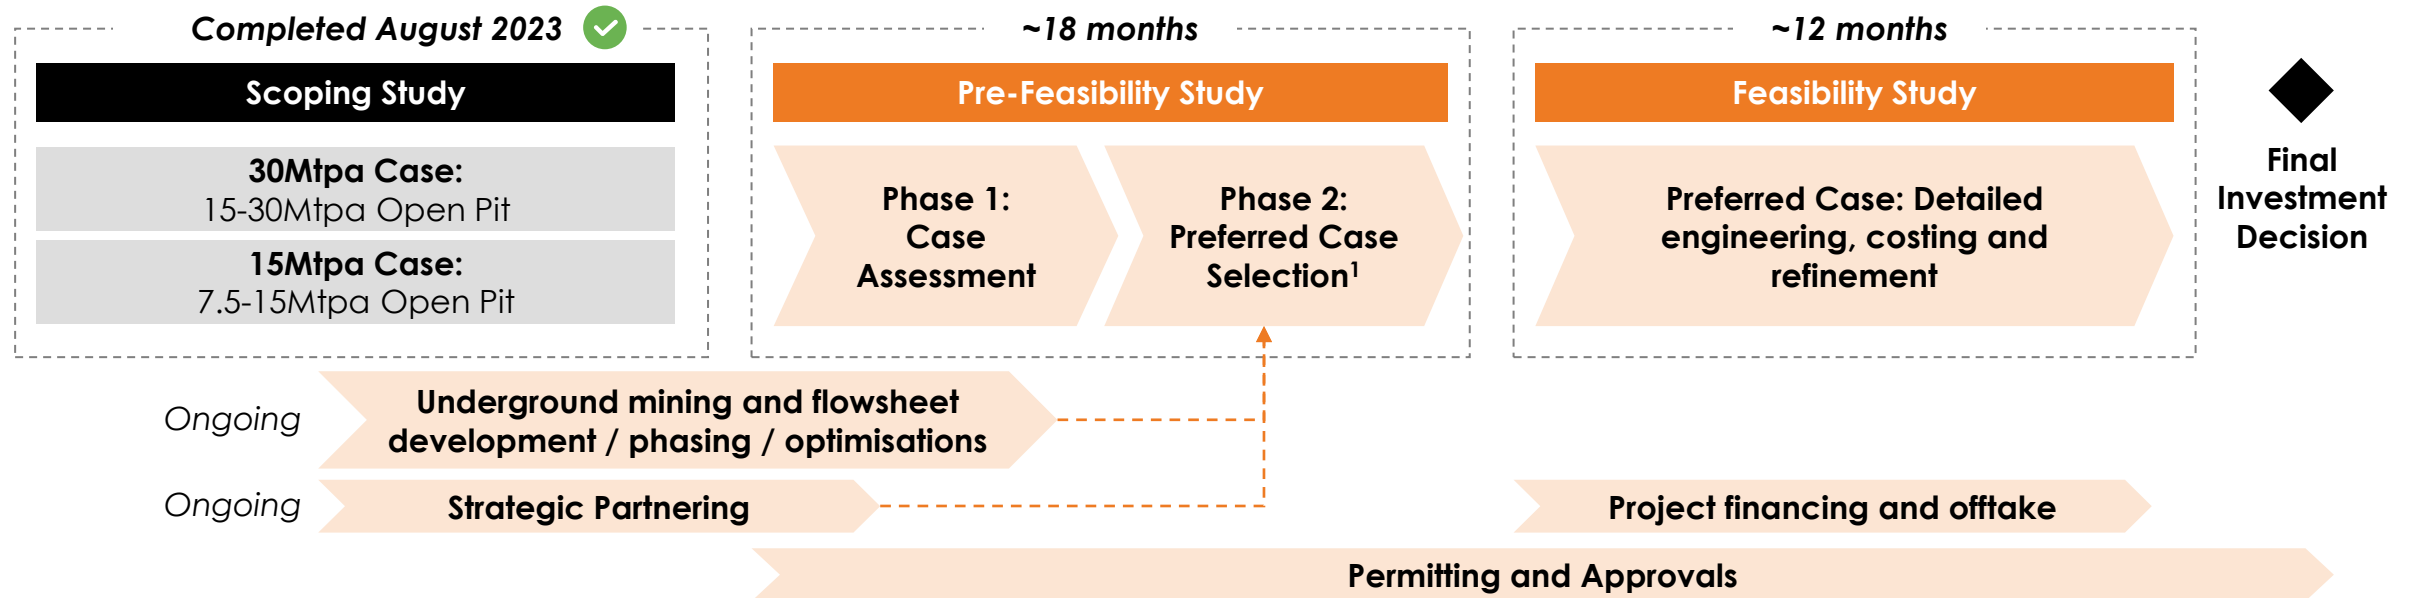 Completed August 2023
Scoping Study
30Mtpa Case:
15-30Mtpa Open Pit
15Mtpa Case:
7.5-15Mtpa Open Pit
~18 months
Pre-Feasibility Study
Phase 1:
Case
Assessment
Phase 2:
Preferred Case
Selection¹
~12 months
Feasibility Study
Preferred Case: Detailed
engineering, costing and
refinement
Final
Investment
Decision
Ongoing
Underground mining and flowsheet
development / phasing / optimisations
Ongoing
Strategic Partnering
Project financing and offtake
Permitting and Approvals